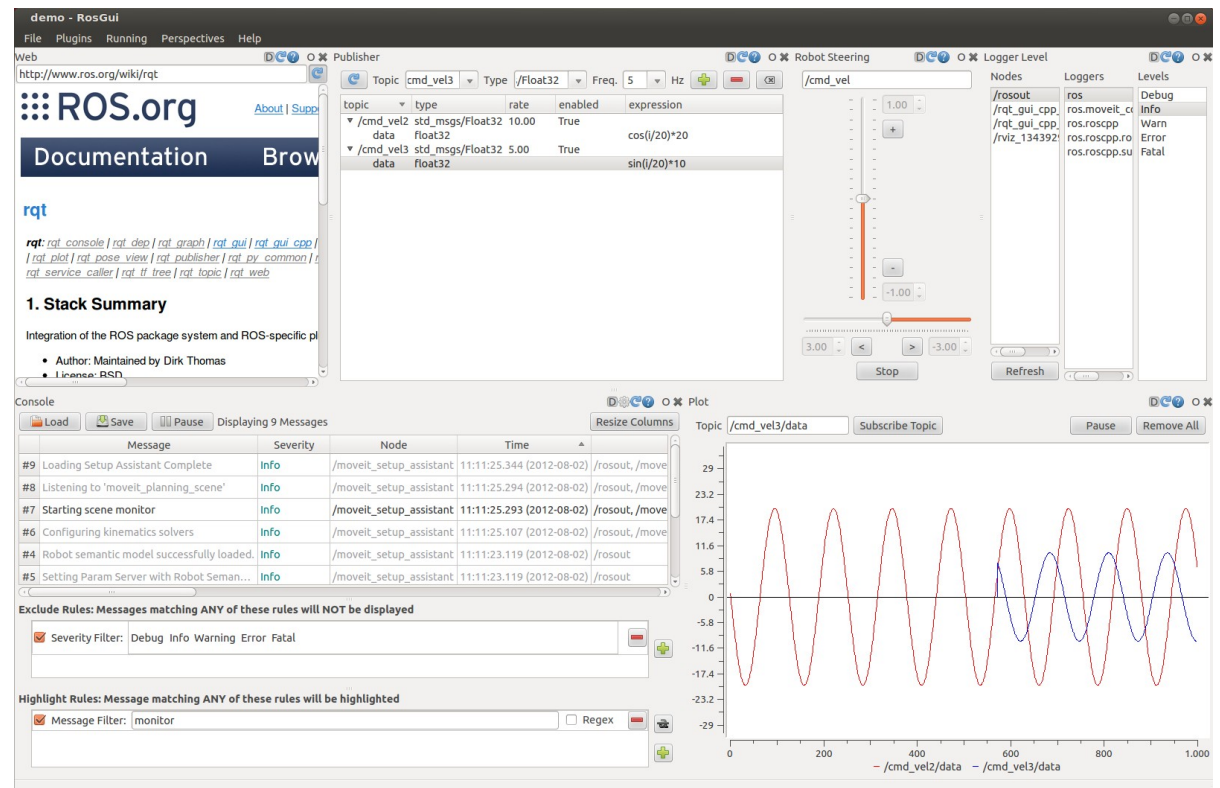 demo - RosGui
File Plugins Running Perspectives Help
Web
http://www.ros.org/wiki/rqt
ROS.org
About | Suppo
Documentation Brow
rqt
rqt: rqt_console | rqt_dep | rqt_graph | rqt_gui | rqt_gui_cpp |
| rqt_plot | rqt_pose_view | rqt_publisher | rqt_py_common |
rqt_service_caller | rqt_tf_tree | rqt_topic | rqt_web
1. Stack Summary
Integration of the ROS package system and ROS-specific pl
• Author: Maintained by Dirk Thomas
• License: BSD
Publisher
Topic cmd_vel3 Type /Float32 Freq. 5 Hz
topic type rate enabled expression
/cmd_vel2 std_msgs/Float32 10.00 True
data float32 cos(i/20)*20
/cmd_vel3 std_msgs/Float32 5.00 True
data float32 sin(i/20)*10
Robot Steering
/cmd_vel
1.00
+
-
-1.00
3.00 < > -3.00
Stop
Logger Level
Nodes Loggers Levels
/rosout ros Debug
/rqt_gui_cpp_ ros.moveit_co Info
/rqt_gui_cpp_ ros.roscpp Warn
/rviz_1343929 ros.roscpp.ro Error
ros.roscpp.su Fatal
Refresh
Console
Load Save Pause Displaying 9 Messages Resize Columns
Message Severity Node Time
#9 Loading Setup Assistant Complete Info /moveit_setup_assistant 11:11:25.344 (2012-08-02) /rosout, /move
#8 Listening to 'moveit_planning_scene' Info /moveit_setup_assistant 11:11:25.294 (2012-08-02) /rosout, /move
#7 Starting scene monitor Info /moveit_setup_assistant 11:11:25.293 (2012-08-02) /rosout, /move
#6 Configuring kinematics solvers Info /moveit_setup_assistant 11:11:25.107 (2012-08-02) /rosout, /move
#4 Robot semantic model successfully loaded. Info /moveit_setup_assistant 11:11:23.119 (2012-08-02) /rosout
#5 Setting Param Server with Robot Seman... Info /moveit_setup_assistant 11:11:23.119 (2012-08-02) /rosout
Exclude Rules: Messages matching ANY of these rules will NOT be displayed
Severity Filter: Debug Info Warning Error Fatal
Highlight Rules: Message matching ANY of these rules will be highlighted
Message Filter: monitor Regex
Plot
Topic /cmd_vel3/data Subscribe Topic Pause Remove All
29
23.2
17.4
11.6
5.8
0
-5.8
-11.6
-17.4
-23.2
-29
0 200 400 600 800 1.000
/cmd_vel2/data /cmd_vel3/data